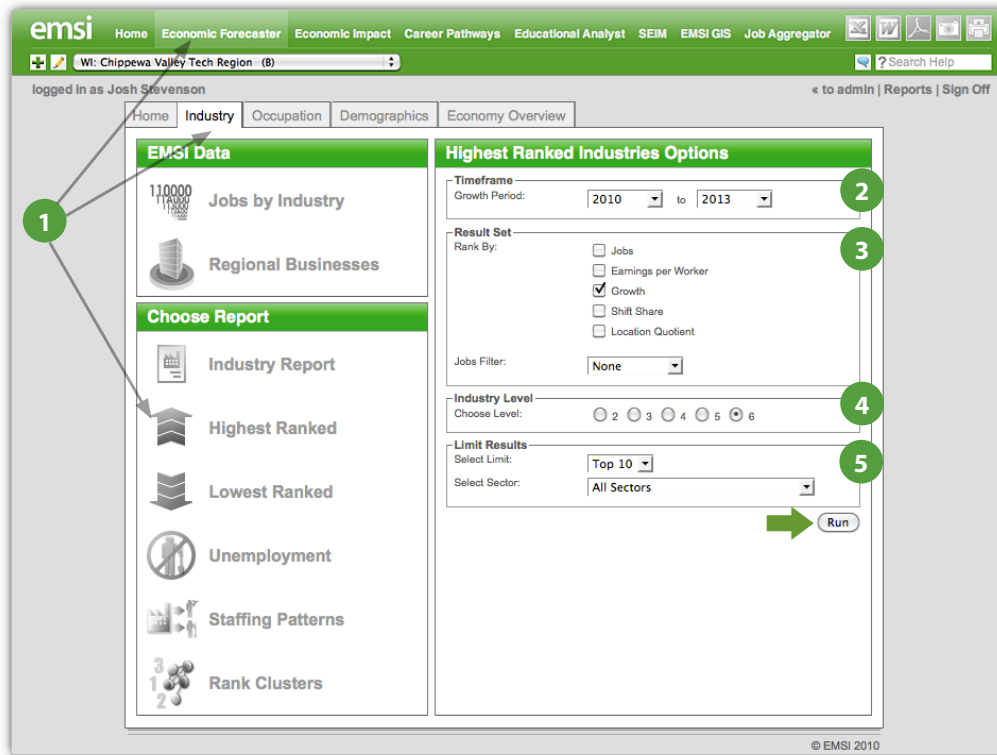 emsi Home Economic Forecaster Economic Impact Career Pathways Educational Analyst SEIM EMSI GIS Job Aggregator
WI: Chippewa Valley Tech Region (B) ? Search Help
logged in as Josh Stevenson « to admin | Reports | Sign Off
Home Industry Occupation Demographics Economy Overview
1
EMSI Data
Jobs by Industry
Regional Businesses
Choose Report
Industry Report
Highest Ranked
Lowest Ranked
Unemployment
Staffing Patterns
3
1
2
Rank Clusters
Highest Ranked Industries Options
Timeframe
Growth Period: 2010 to 2013
2
Result Set
3
Rank By: Jobs
Earnings per Worker
Growth
Shift Share
Location Quotient
Jobs Filter: None
Industry Level
4
Choose Level: 2 3 4 5 6
Limit Results
5
Select Limit: Top 10
Select Sector: All Sectors
Run
© EMSI 2010